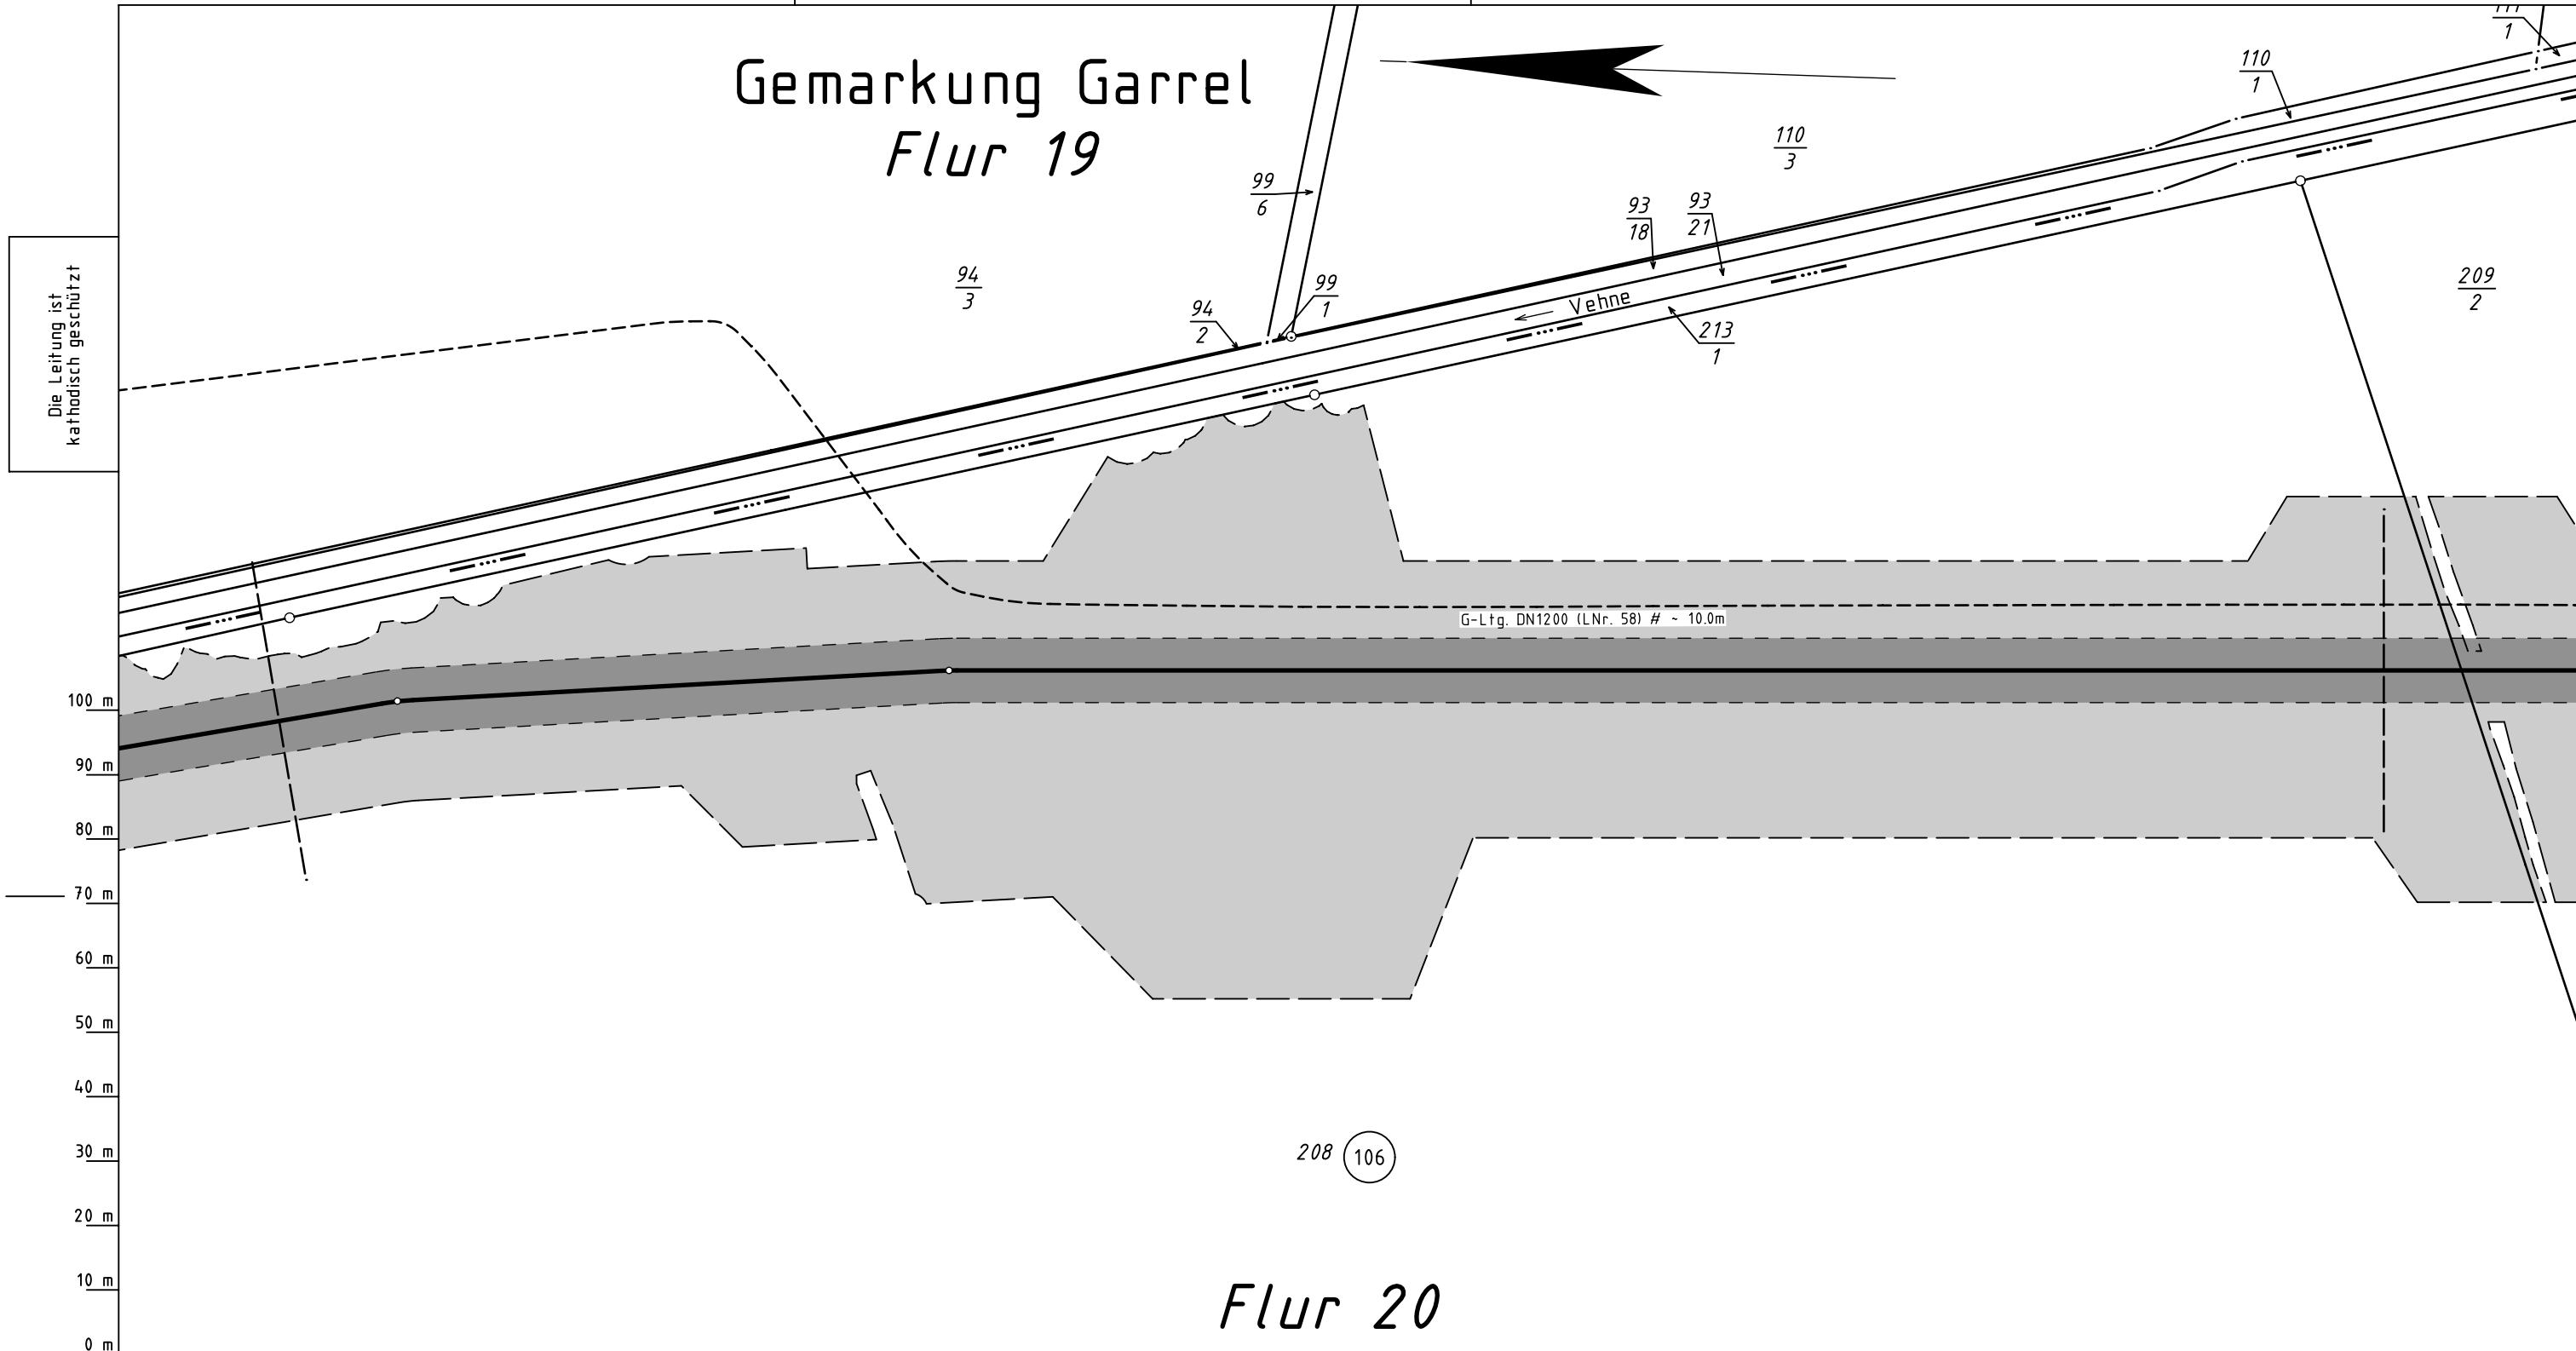 Gemarkung Garrel
Flur 19
1
110
1
110
3
99
6
93
18
93
21
209
2
94
3
99
1
94
2
Vehne
213
1
Die Leitung ist
kathodisch geschützt
G-Ltg. DN1200 (LNr. 58) # ~ 10.0m
100 m
90 m
80 m
70 m
60 m
50 m
40 m
30 m
20 m
10 m
0 m
208
106
Flur 20